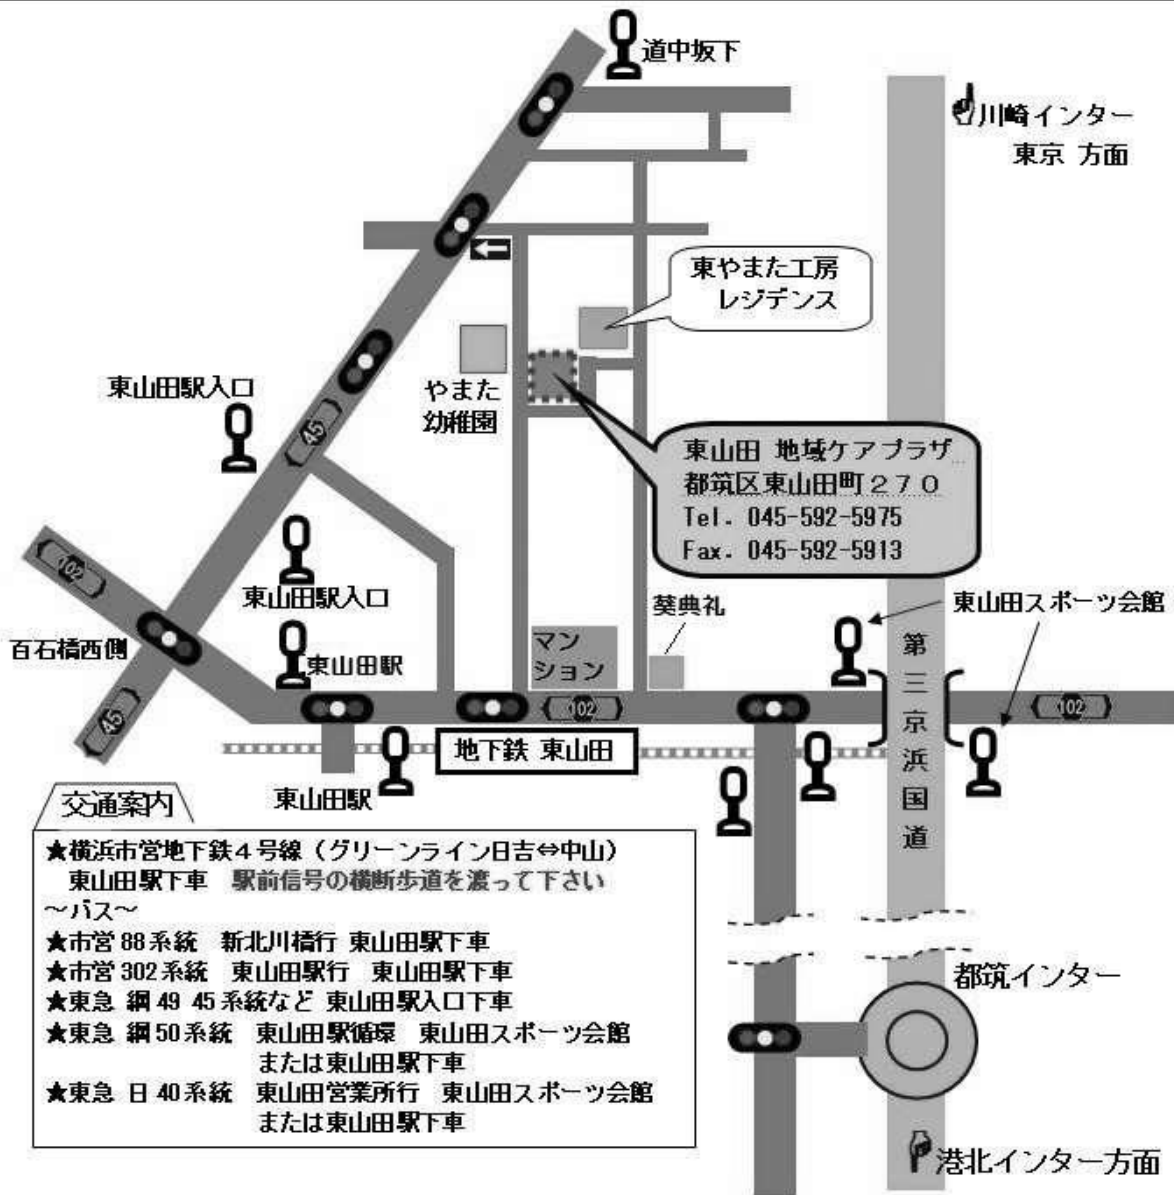 道中坂下
川崎インター
東京 方面
東やまた工房
レジデンス
東山田駅入口
やまた
幼稚園
45
東山田 地域ケアプラザ
都筑区東山田町270
Tel. 045-592-5975
Fax. 045-592-5913
102
東山田駅入口
葵典礼
東山田スポーツ会館
百石橋西側
東山田駅
マン
ション
第三京浜国道
102
102
45
地下鉄 東山田
東山田駅
交通案内
★横浜市営地下鉄4号線（グリーンライン日吉⇔中山）
東山田駅下車 駅前信号の横断歩道を渡って下さい
～バス～
★市営88系統 新北川橋行 東山田駅下車
★市営302系統 東山田駅行 東山田駅下車
★東急 綱49 45系統など 東山田駅入口下車
★東急 綱50系統 東山田駅循環 東山田スポーツ会館
または東山田駅下車
★東急 日40系統 東山田営業所行 東山田スポーツ会館
または東山田駅下車
都筑インター
港北インター方面